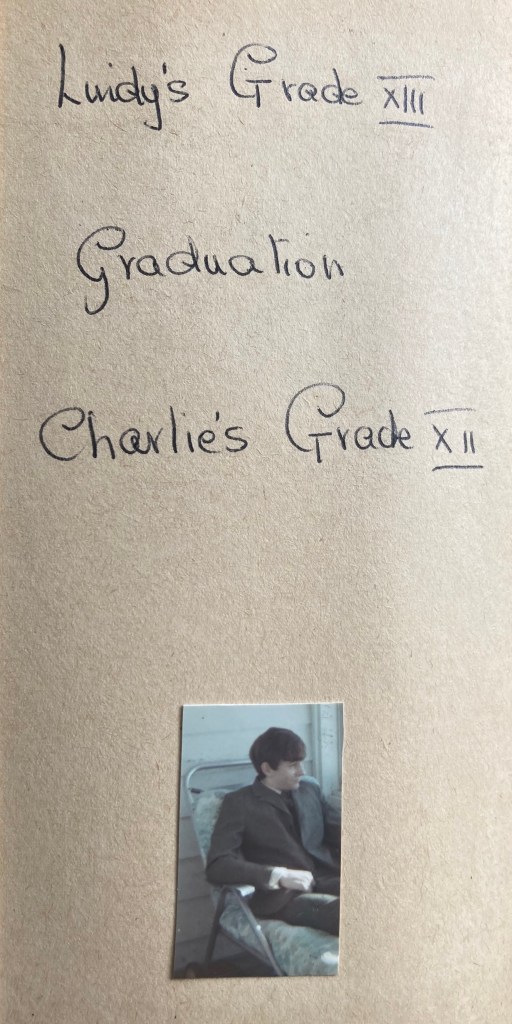 Lindy's Grade XIII
Graduation
Charlie's Grade XII